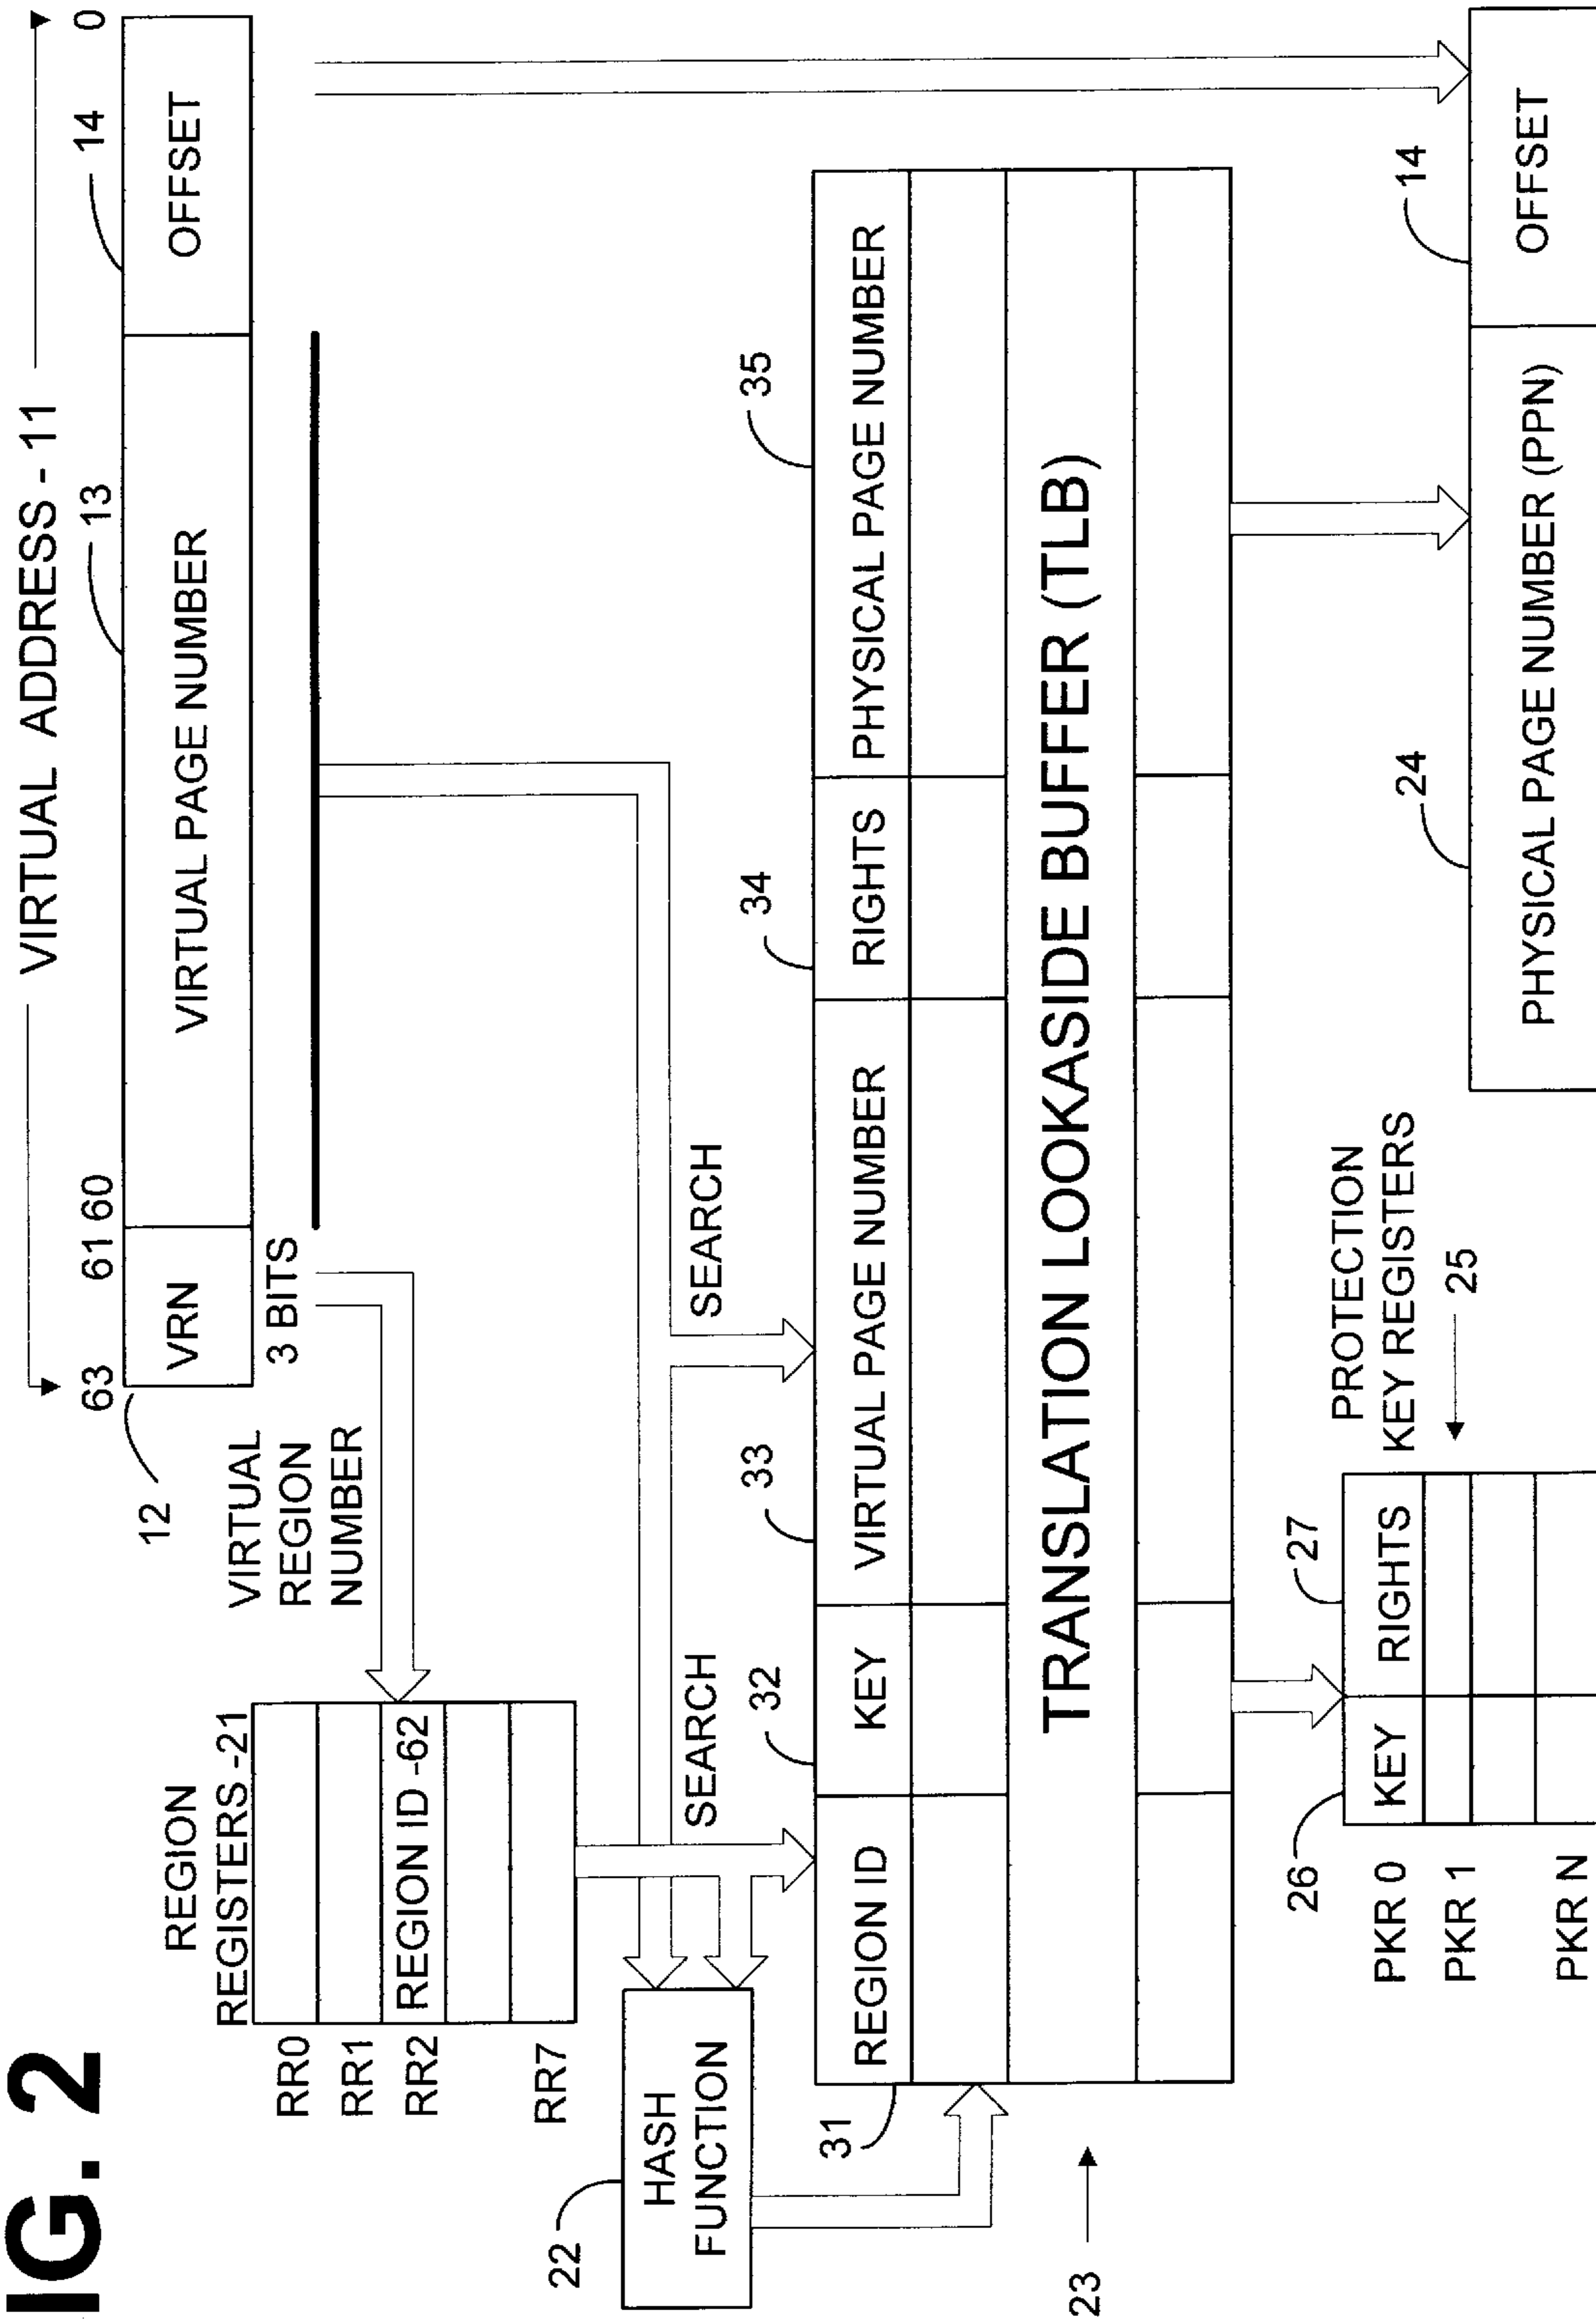 IG. 2
VIRTUAL ADDRESS - 11
63
61
60
13
14
0
12
VRN
VIRTUAL PAGE NUMBER
OFFSET
3 BITS
VIRTUAL
REGION
NUMBER
REGION
REGISTERS -21
RR0
RR1
RR2
REGION ID -62
RR7
SEARCH
SEARCH
22
HASH
FUNCTION
31
32
33
34
35
REGION ID
KEY
VIRTUAL PAGE NUMBER
RIGHTS
PHYSICAL PAGE NUMBER
TRANSLATION LOOKASIDE BUFFER (TLB)
23
PROTECTION
KEY REGISTERS
25
26
27
KEY
RIGHTS
PKR 0
PKR 1
PKR N
24
14
PHYSICAL PAGE NUMBER (PPN)
OFFSET